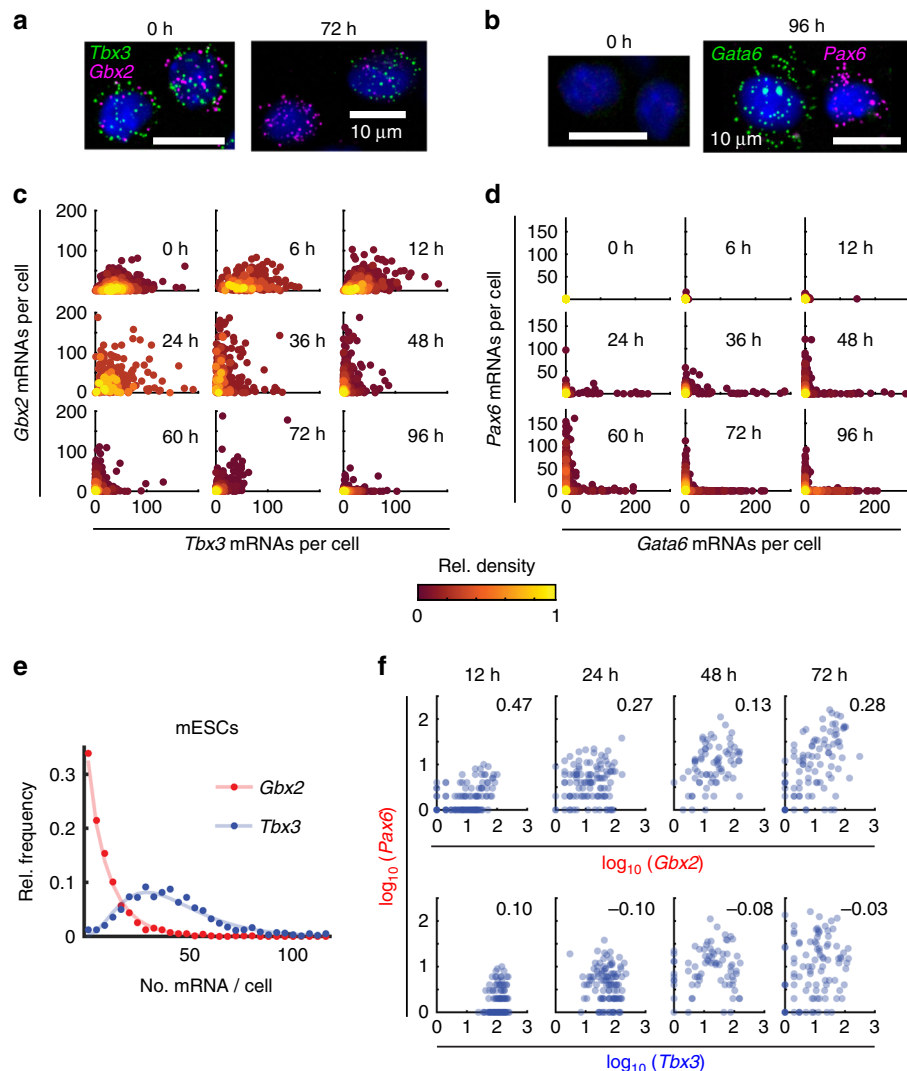 a
0 h
72 h
Tbx3
Gbx2
10 µm
b
0 h
96 h
Gata6
Pax6
10 µm
c
Gbx2 mRNAs per cell
200
100
0
0 h
6 h
12 h
200
100
0
24 h
36 h
48 h
200
100
0
60 h
72 h
96 h
0 100
0 100
0 100
Tbx3 mRNAs per cell
d
Pax6 mRNAs per cell
150
100
50
0 h
6 h
12 h
150
100
50
0
24 h
36 h
48 h
150
100
50
0
60 h
72 h
96 h
0 200
0 200
0 200
Gata6 mRNAs per cell
Rel. density
0 1
e
mESCs
Rel. frequency
0.3
0.2
0.1
0
Gbx2
Tbx3
50 100
No. mRNA / cell
f
12 h 24 h 48 h 72 h
log10 (Pax6)
2
1
0
0.47
0.27
0.13
0.28
0 1 2 3
0 1 2 3
0 1 2 3
0 1 2 3
log10 (Gbx2)
2
1
0
0.10
−0.10
−0.08
−0.03
0 1 2 3
0 1 2 3
0 1 2 3
0 1 2 3
log10 (Tbx3)